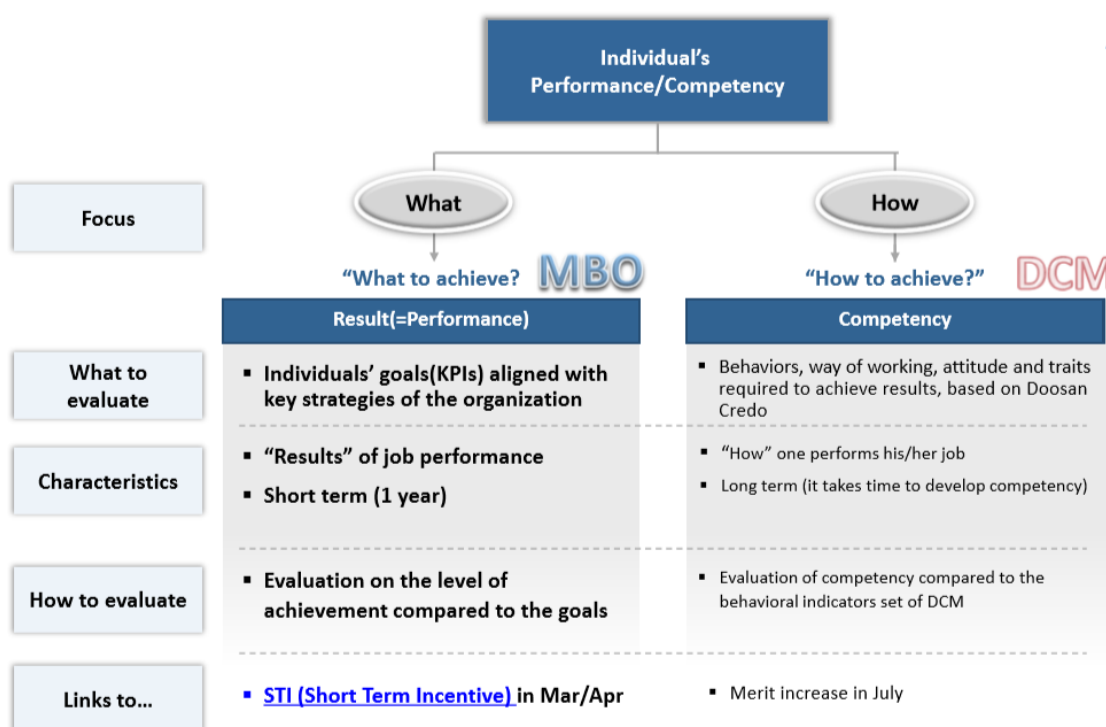 Individual's
Performance/Competency
Focus
What
How
"What to achieve?
MBO
"How to achieve?"
DCM
Result(=Performance)
Competency
What to
evaluate
▪ Individuals' goals(KPIs) aligned with
key strategies of the organization
▪ Behaviors, way of working, attitude and traits
required to achieve results, based on Doosan
Credo
Characteristics
▪ "Results" of job performance
▪ Short term (1 year)
▪ "How" one performs his/her job
▪ Long term (it takes time to develop competency)
How to evaluate
▪ Evaluation on the level of
achievement compared to the goals
▪ Evaluation of competency compared to the
behavioral indicators set of DCM
Links to...
▪ STI (Short Term Incentive) in Mar/Apr
▪ Merit increase in July